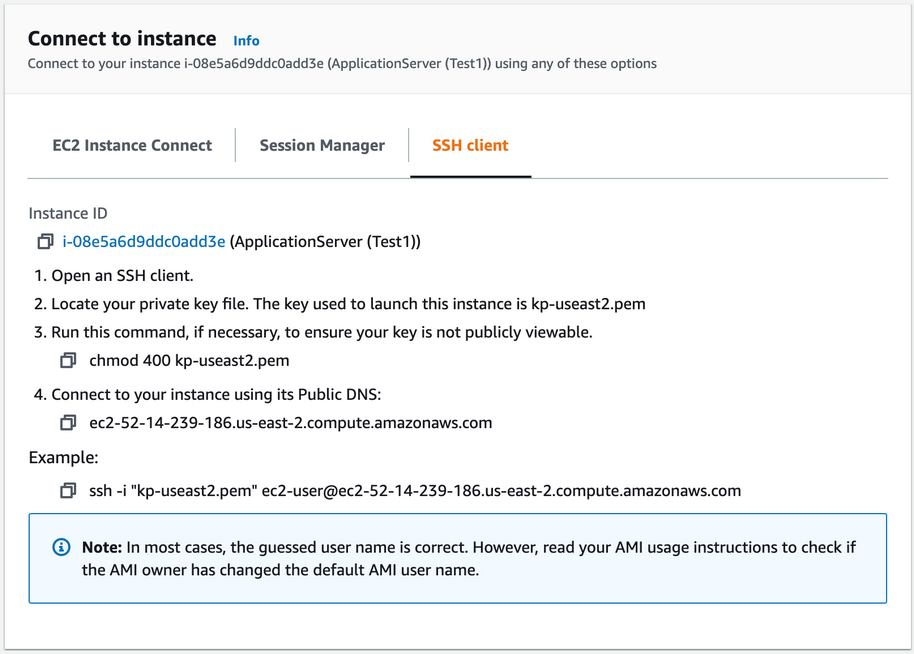 Connect to instance Info
Connect to your instance i-08e5a6d9ddc0add3e (ApplicationServer (Test1)) using any of these options
EC2 Instance Connect
Session Manager
SSH client
Instance ID
i-08e5a6d9ddc0add3e (ApplicationServer (Test1))
1. Open an SSH client.
2. Locate your private key file. The key used to launch this instance is kp-useast2.pem
3. Run this command, if necessary, to ensure your key is not publicly viewable.
chmod 400 kp-useast2.pem
4. Connect to your instance using its Public DNS:
ec2-52-14-239-186.us-east-2.compute.amazonaws.com
Example:
ssh -i "kp-useast2.pem" ec2-user@ec2-52-14-239-186.us-east-2.compute.amazonaws.com
Note: In most cases, the guessed user name is correct. However, read your AMI usage instructions to check if
the AMI owner has changed the default AMI user name.